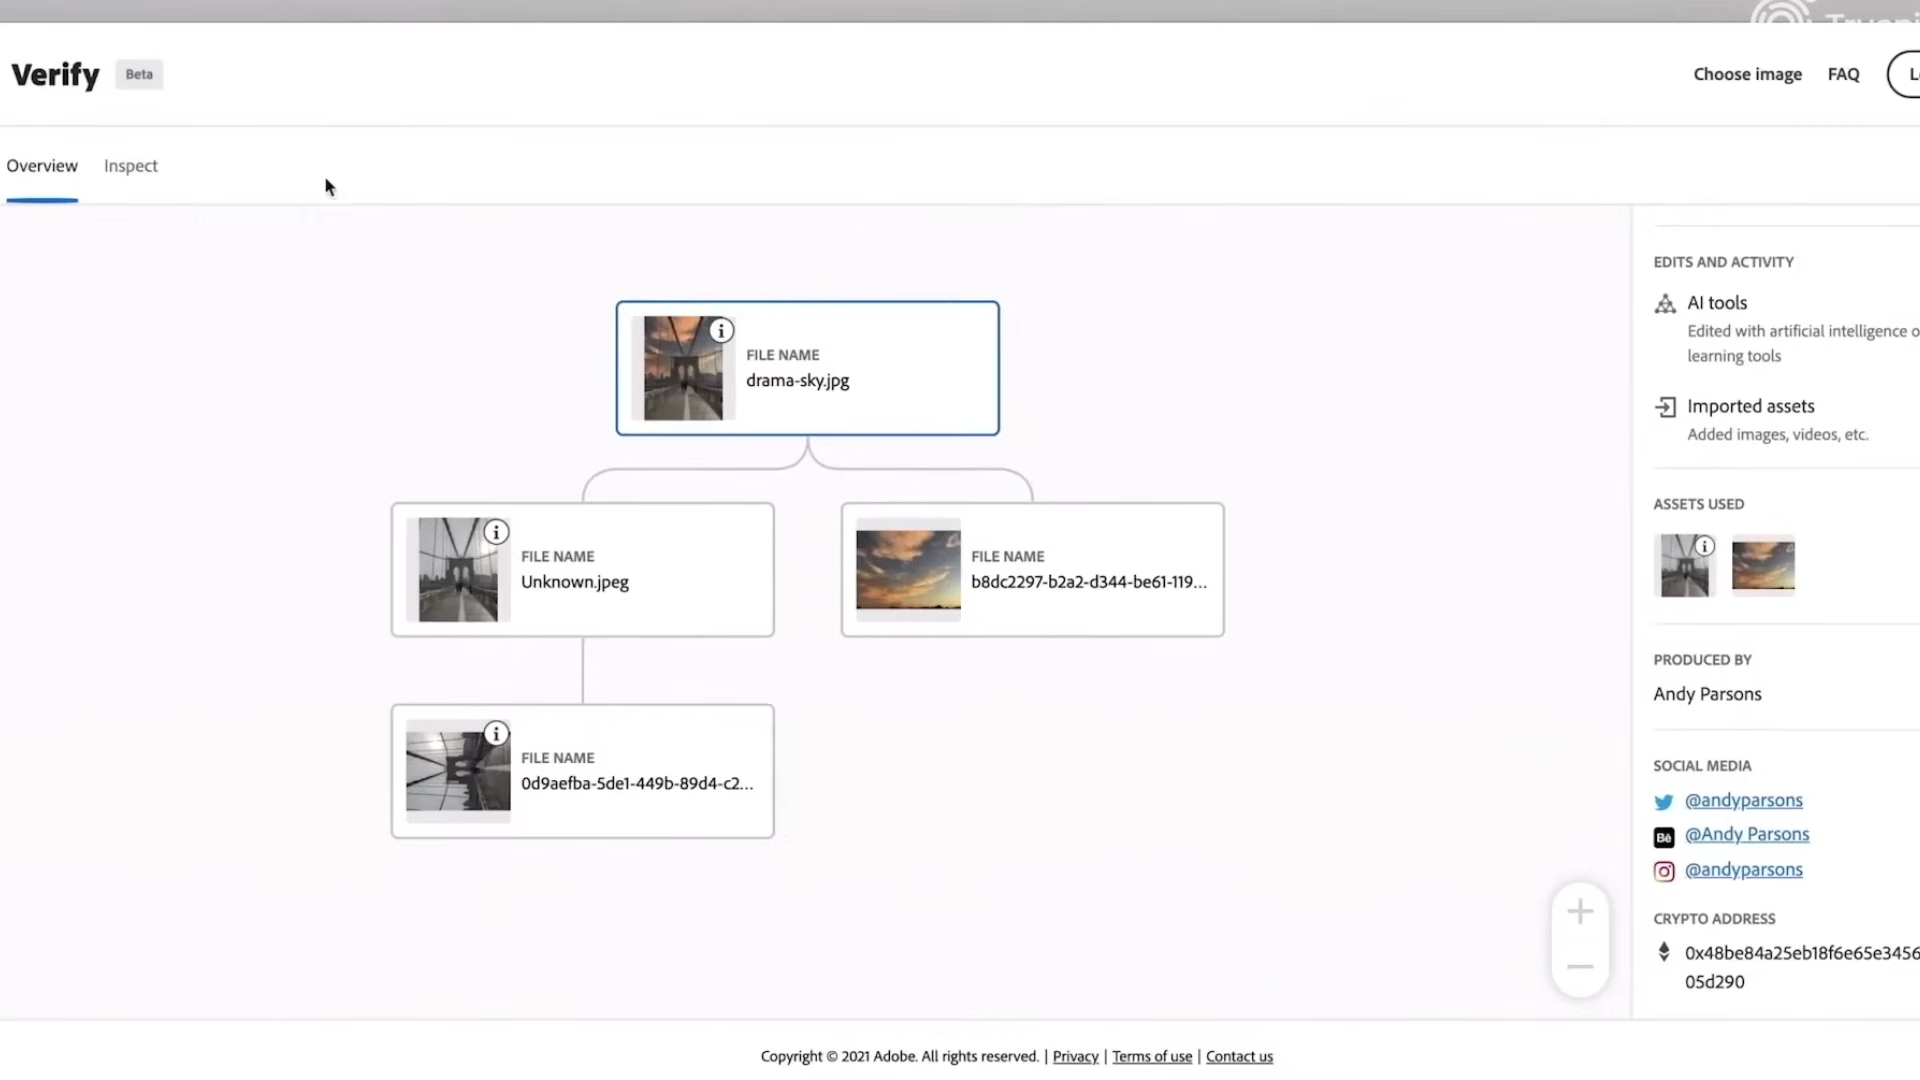 Verify
Beta
Choose image
FAQ
Overview
Inspect
FILE NAME
drama-sky.jpg
FILE NAME
Unknown.jpeg
FILE NAME
b8dc2297-b2a2-d344-be61-119...
FILE NAME
0d9aefba-5de1-449b-89d4-c2...
EDITS AND ACTIVITY
AI tools
Edited with artificial intelligence
learning tools
Imported assets
Added images, videos, etc.
ASSETS USED
PRODUCED BY
Andy Parsons
SOCIAL MEDIA
@andyparsons
Bē @Andy Parsons
@andyparsons
CRYPTO ADDRESS
0x48be84a25eb18f6e65e3456
05d290
Copyright © 2021 Adobe. All rights reserved. | Privacy | Terms of use | Contact us